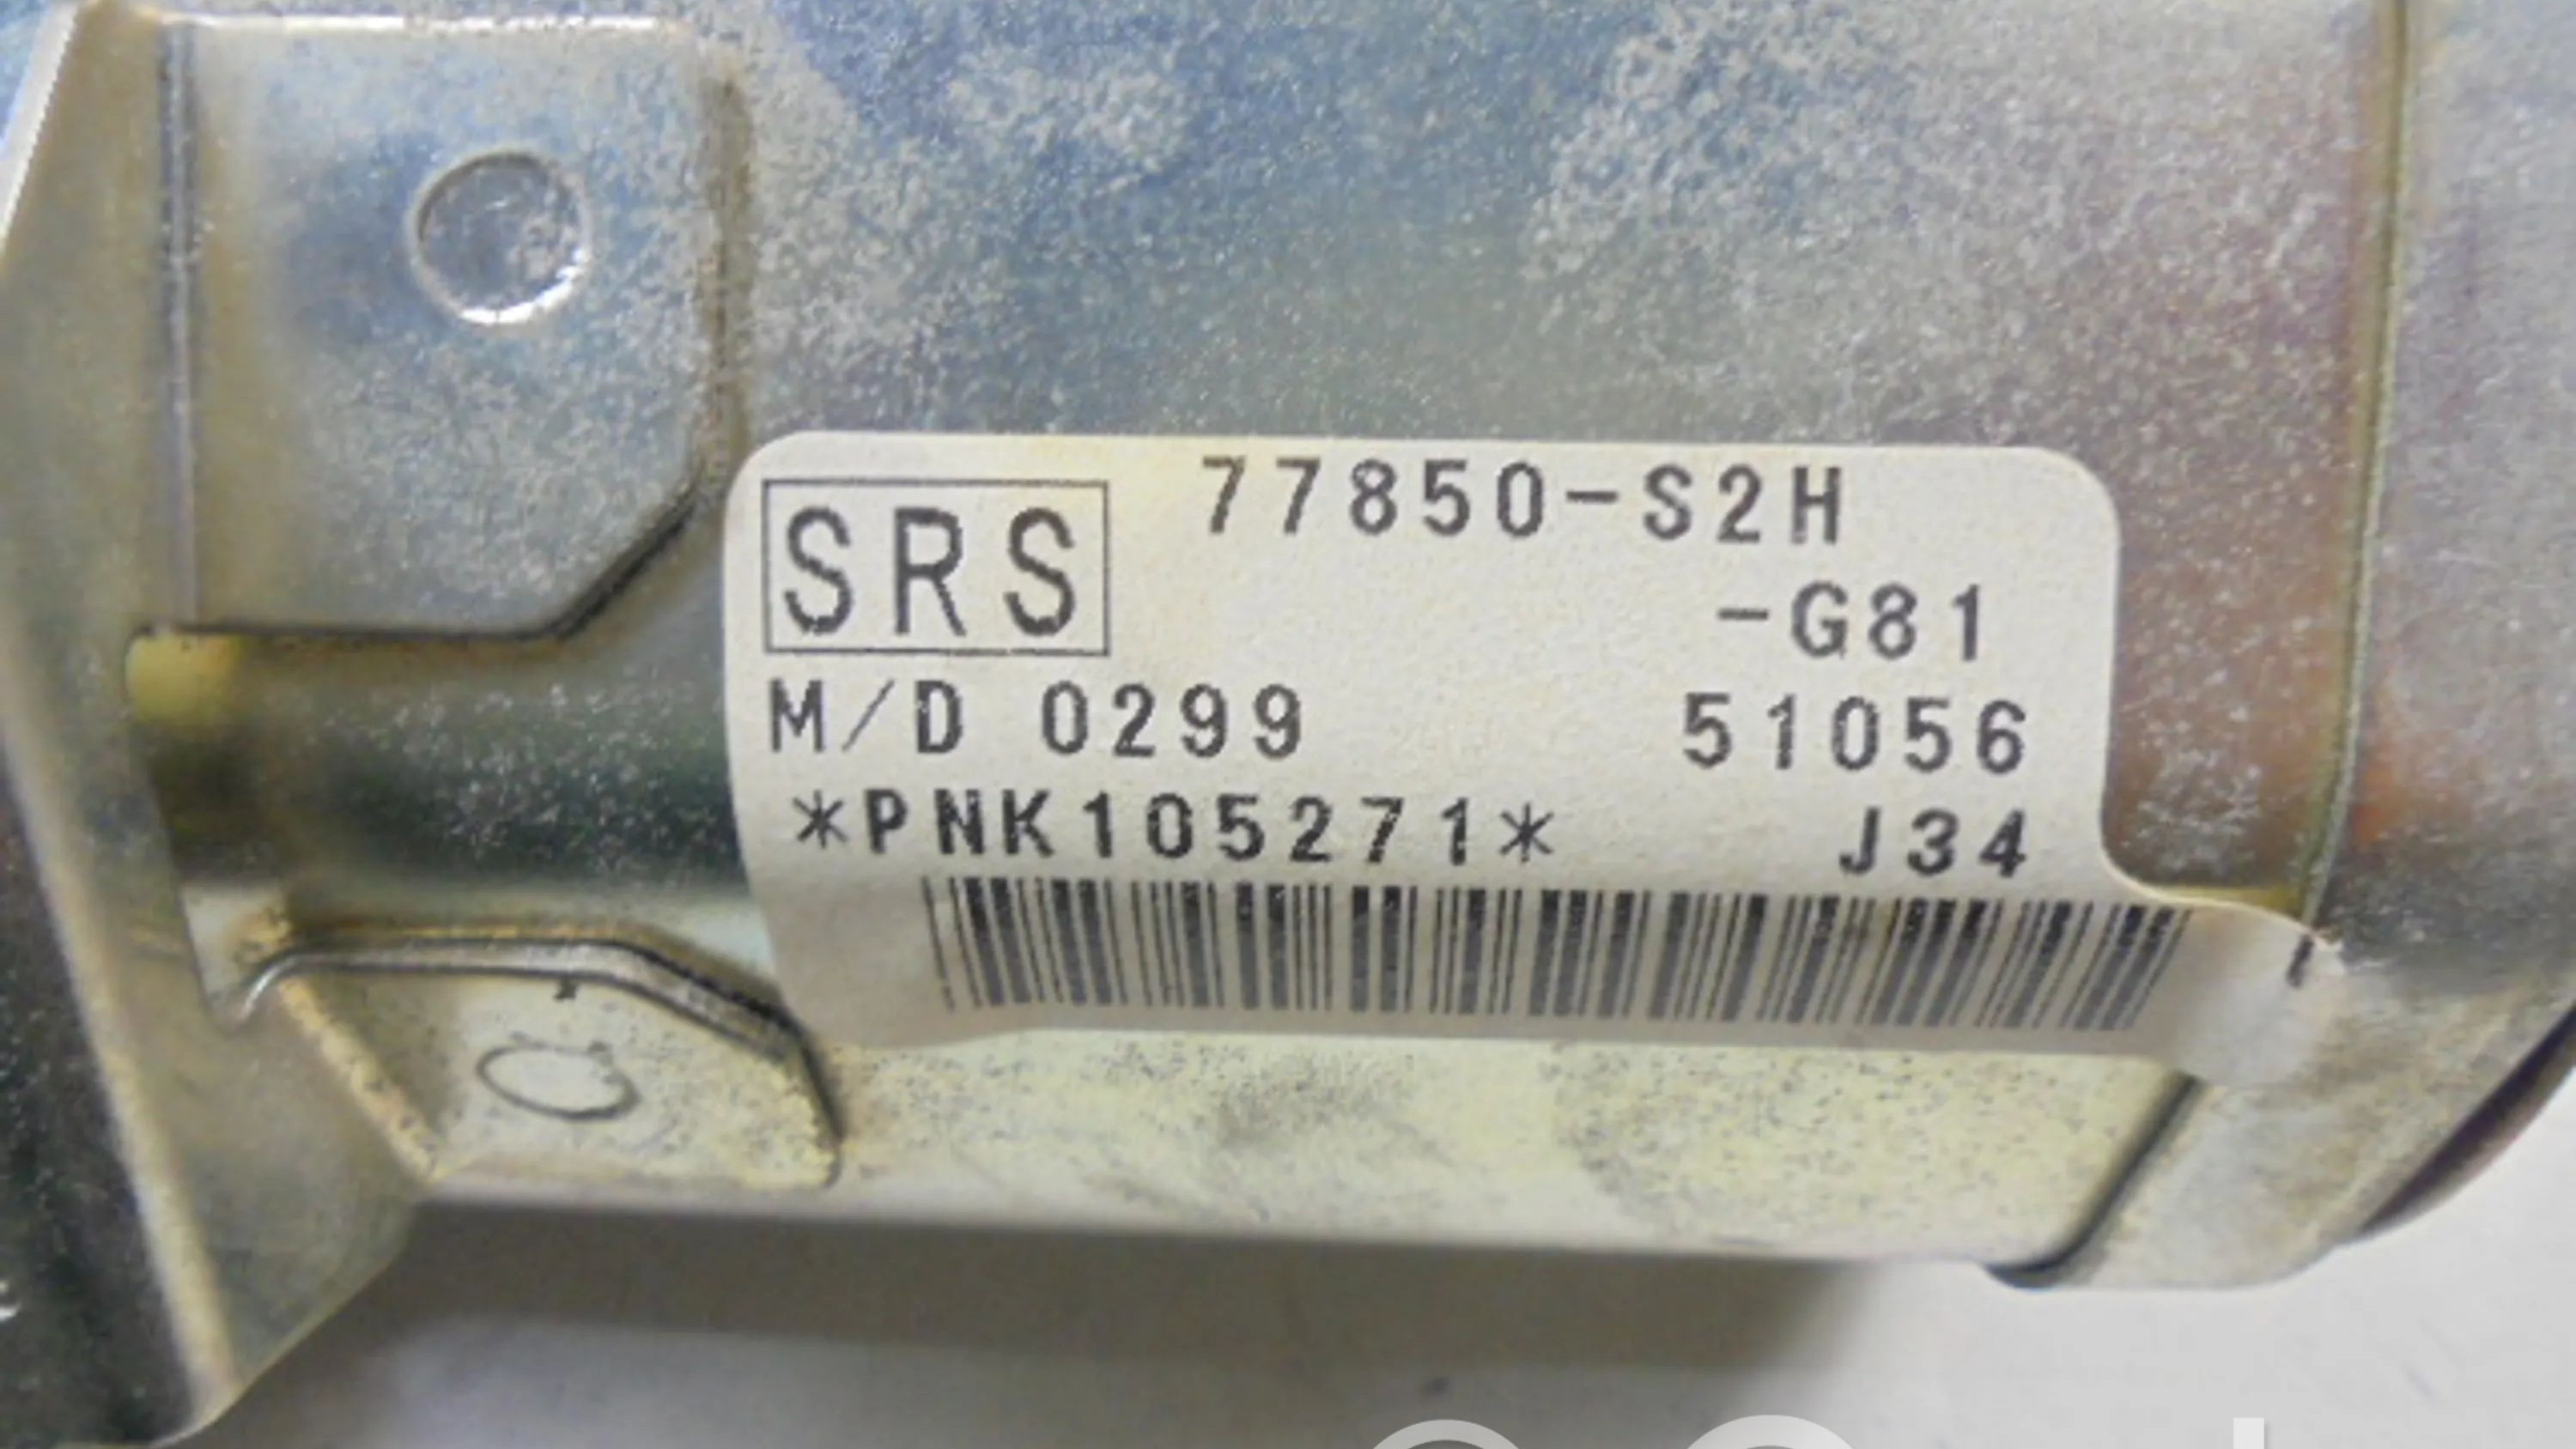 SRS 77850-S2H
-G81
M/D 0299 51056
*PNK105271* J34